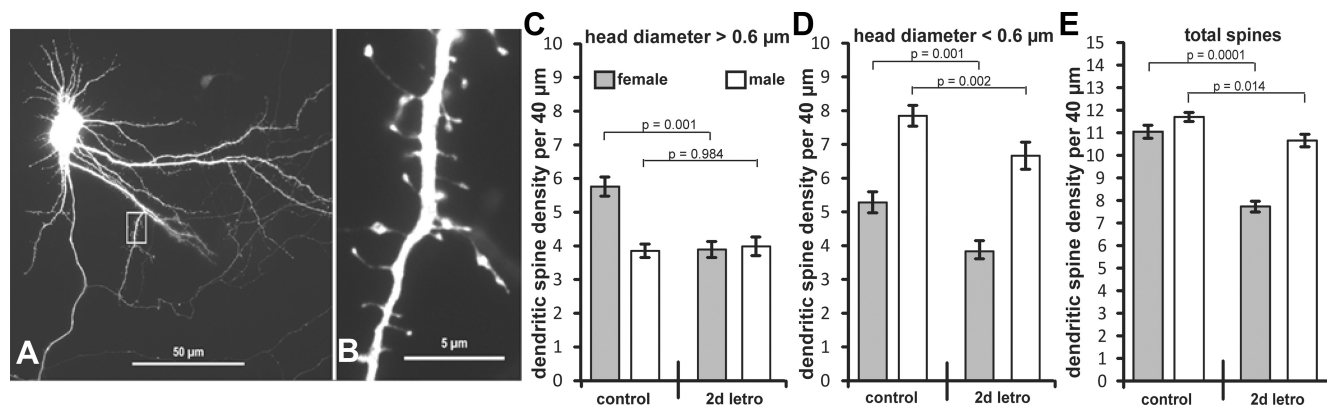 A
50 µm
B
5 µm
C
head diameter > 0.6 µm
dendritic spine density per 40 µm
10
9
8
7
6
5
4
3
2
1
0
female
male
p = 0.001
p = 0.984
control
2d letro
D
head diameter < 0.6 µm
dendritic spine density per 40 µm
10
9
8
7
6
5
4
3
2
1
0
p = 0.001
p = 0.002
control
2d letro
E
total spines
dendritic spine density per 40 µm
15
14
13
12
11
10
9
8
7
6
5
4
3
2
1
0
p = 0.0001
p = 0.014
control
2d letro